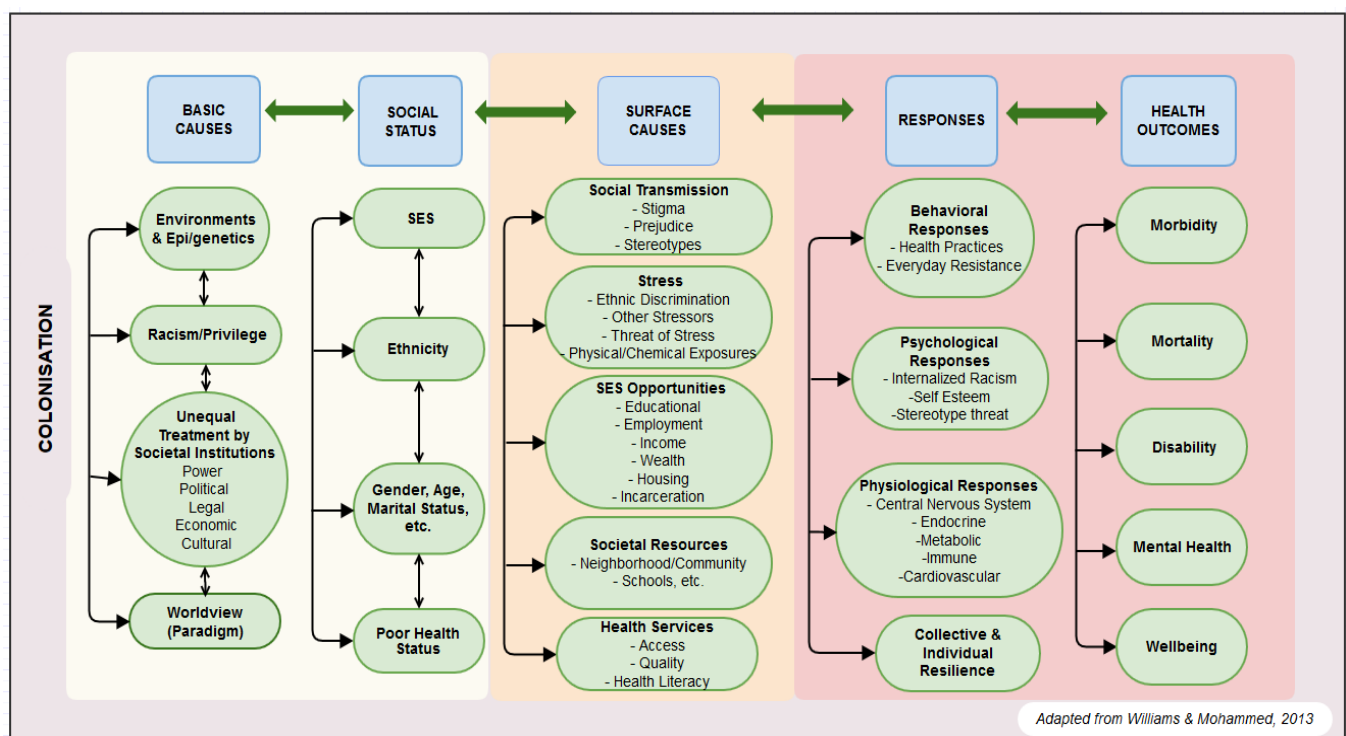 COLONISATION
BASIC
CAUSES
SOCIAL
STATUS
SURFACE
CAUSES
RESPONSES
HEALTH
OUTCOMES
Environments
& Epi/genetics
Racism/Privilege
Unequal
Treatment by
Societal Institutions
Power
Political
Legal
Economic
Cultural
Worldview
(Paradigm)
SES
Ethnicity
Gender, Age,
Marital Status,
etc.
Poor Health
Status
Social Transmission
- Stigma
- Prejudice
- Stereotypes
Stress
- Ethnic Discrimination
- Other Stressors
- Threat of Stress
- Physical/Chemical Exposures
SES Opportunities
- Educational
- Employment
- Income
- Wealth
- Housing
- Incarceration
Societal Resources
- Neighborhood/Community
- Schools, etc.
Health Services
- Access
- Quality
- Health Literacy
Behavioral
Responses
- Health Practices
- Everyday Resistance
Psychological
Responses
- Internalized Racism
-Self Esteem
-Stereotype threat
Physiological Responses
- Central Nervous System
- Endocrine
-Metabolic
-Immune
-Cardiovascular
Collective &
Individual
Resilience
Morbidity
Mortality
Disability
Mental Health
Wellbeing
Adapted from Williams & Mohammed, 2013